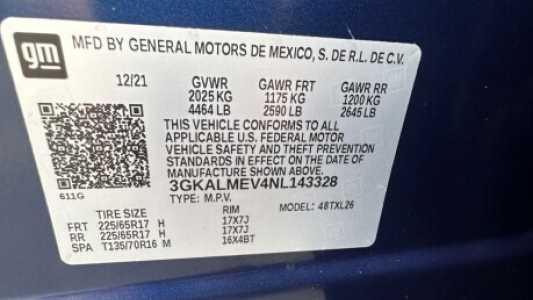 gm
MFD BY GENERAL MOTORS DE MEXICO, S. DE R.L. DE C.V.
12/21 GVWR GAWR FRT GAWR RR
2025 KG 1175 KG 1200 KG
4464 LB 2590 LB 2645 LB
THIS VEHICLE CONFORMS TO ALL
APPLICABLE U.S. FEDERAL MOTOR
VEHICLE SAFETY AND THEFT PREVENTION
STANDARDS IN EFFECT ON THE DATE OF
MANUFACTURE SHOWN ABOVE.
3GKALMEV4NL143328
611G
TYPE: M.P.V. MODEL: 48TXL26
RIM
FRT 225/65R17 H 17X7J
RR 225/65R17 H 17X7J
SPA T135/70R16 M 16X4BT